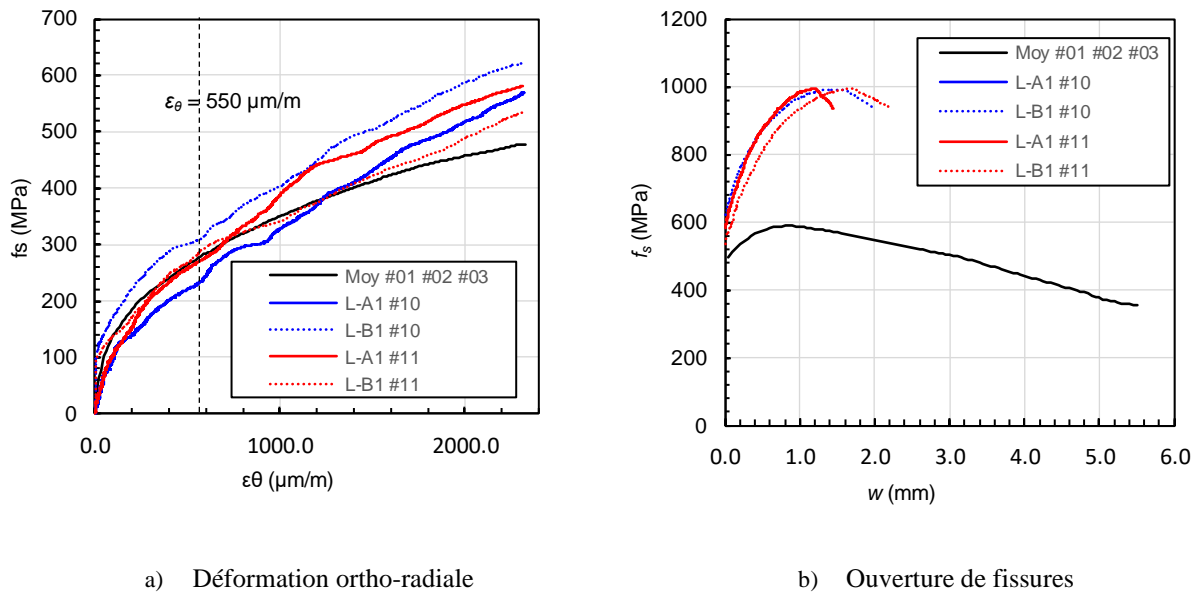 700
600
500
400
300
200
100
0
fs (MPa)
ε_θ = 550 µm/m
Moy #01 #02 #03
L-A1 #10
L-B1 #10
L-A1 #11
L-B1 #11
0.0 1000.0 2000.0
εθ (µm/m)
a) Déformation ortho-radiale
1200
1000
800
600
400
200
0
f_s (MPa)
Moy #01 #02 #03
L-A1 #10
L-B1 #10
L-A1 #11
L-B1 #11
0.0 1.0 2.0 3.0 4.0 5.0 6.0
w (mm)
b) Ouverture de fissures